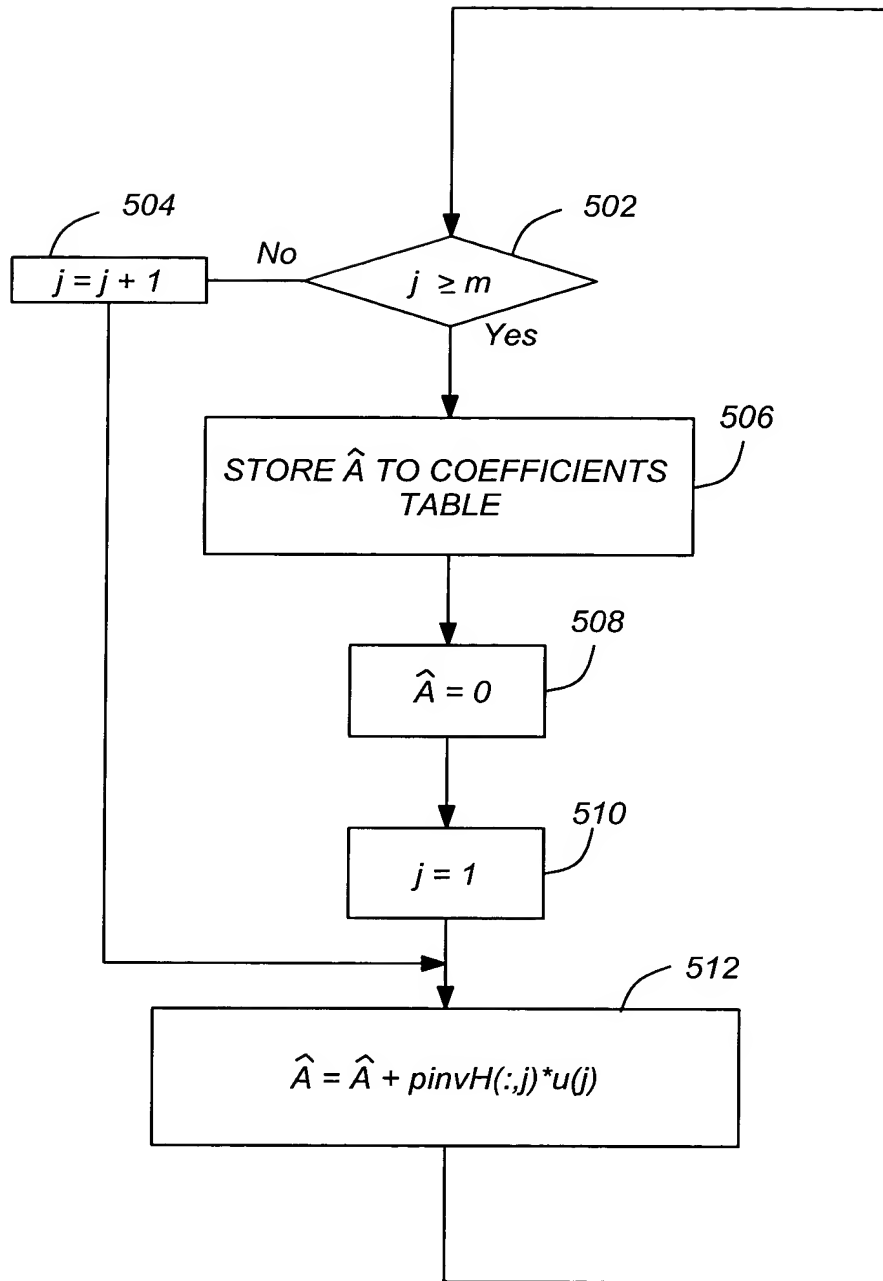 504
502
No
j = j + 1
j ≥ m
Yes
506
STORE Â TO COEFFICIENTS
TABLE
508
Â = 0
510
j = 1
512
Â = Â + pinvH(:,j)*u(j)